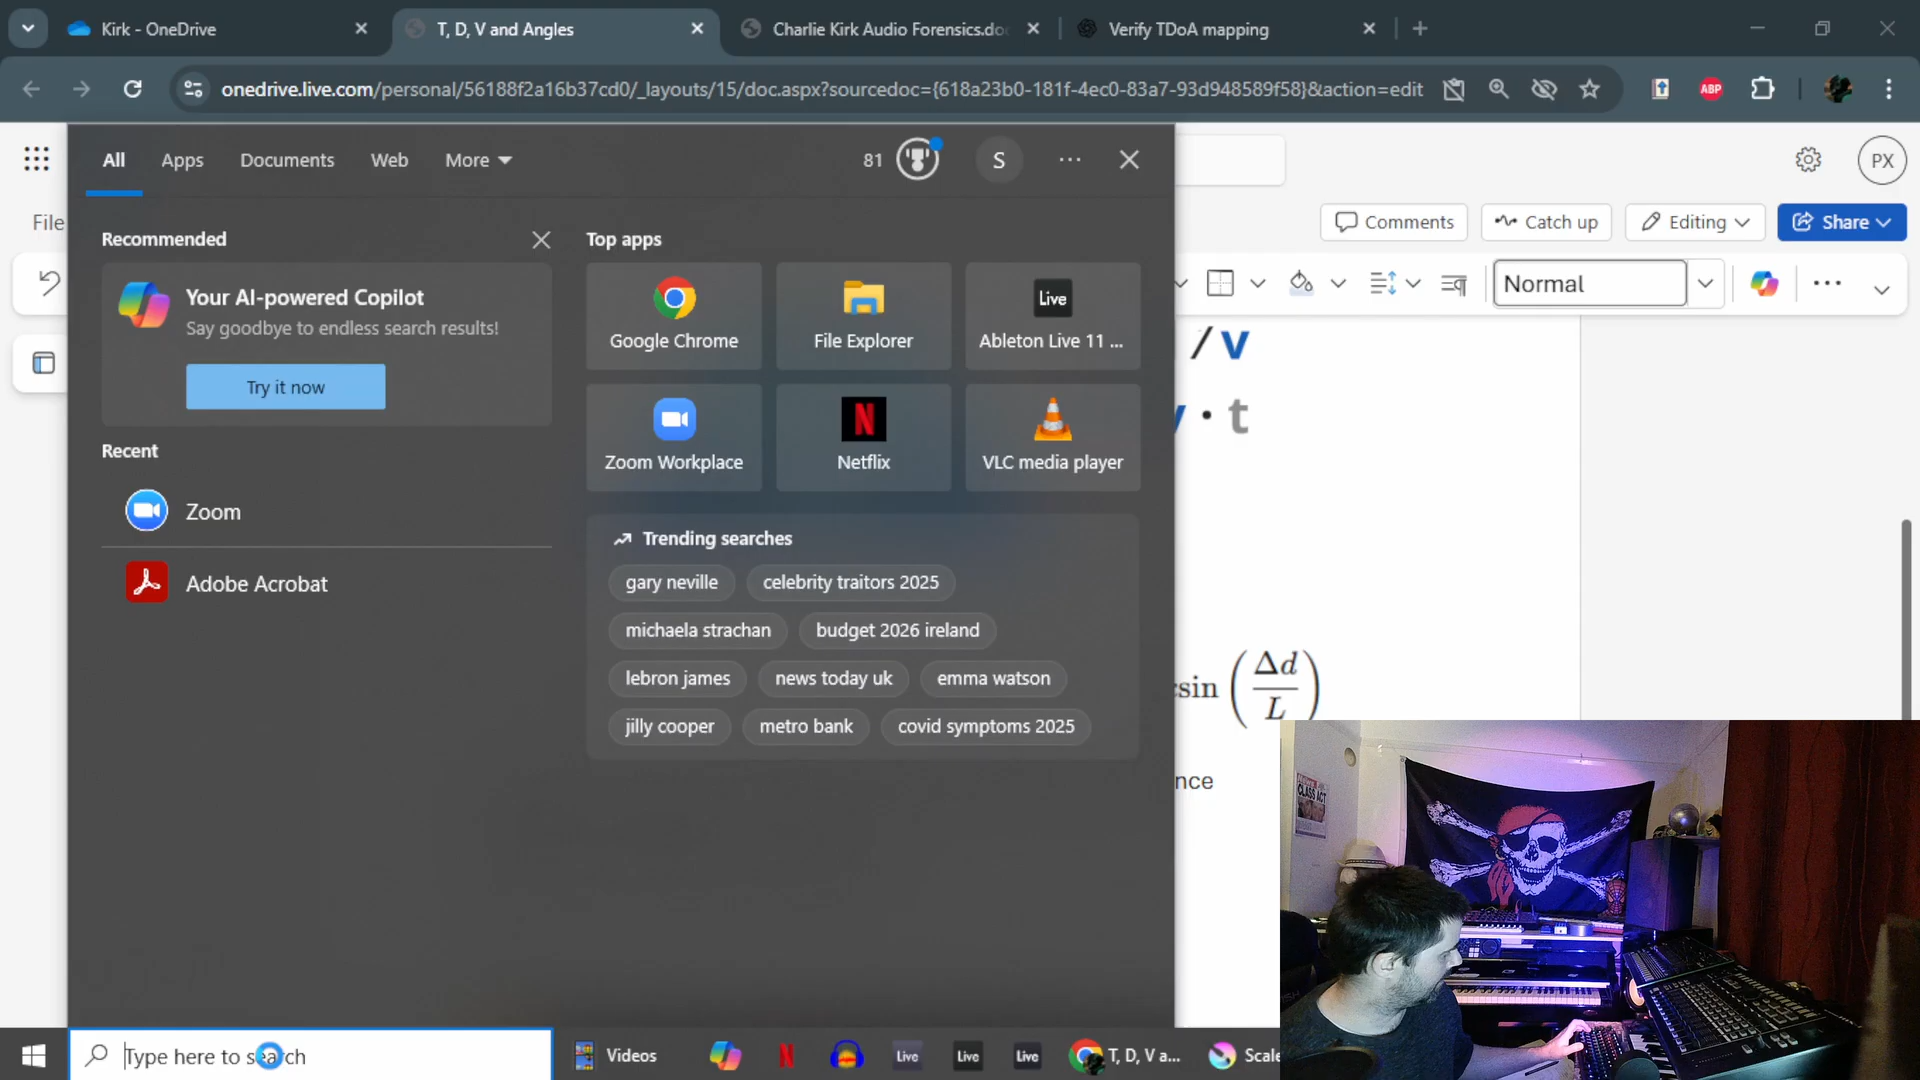 Kirk - OneDrive
T, D, V and Angles
Charlie Kirk Audio Forensics.doc
Verify TDoA mapping
onedrive.live.com/personal/56188f2a16b37cd0/_layouts/15/doc.aspx?sourcedoc={618a23b0-181f-4ec0-83a7-93d948589f58}&action=edit
ABP
All
Apps
Documents
Web
More
81
S
PX
File
Comments
Catch up
Editing
Share
Normal
Recommended
Your AI-powered Copilot
Say goodbye to endless search results!
Try it now
Recent
Zoom
Adobe Acrobat
Top apps
Google Chrome
File Explorer
Live
Ableton Live 11 ...
Zoom Workplace
N
Netflix
VLC media player
Trending searches
gary neville
celebrity traitors 2025
michaela strachan
budget 2026 ireland
lebron james
news today uk
emma watson
jilly cooper
metro bank
covid symptoms 2025
/ v
v · t
sin (Δd / L)
nce
CLASS ACT
Type here to search
Videos
N
Live
Live
Live
T, D, V a...
Scale